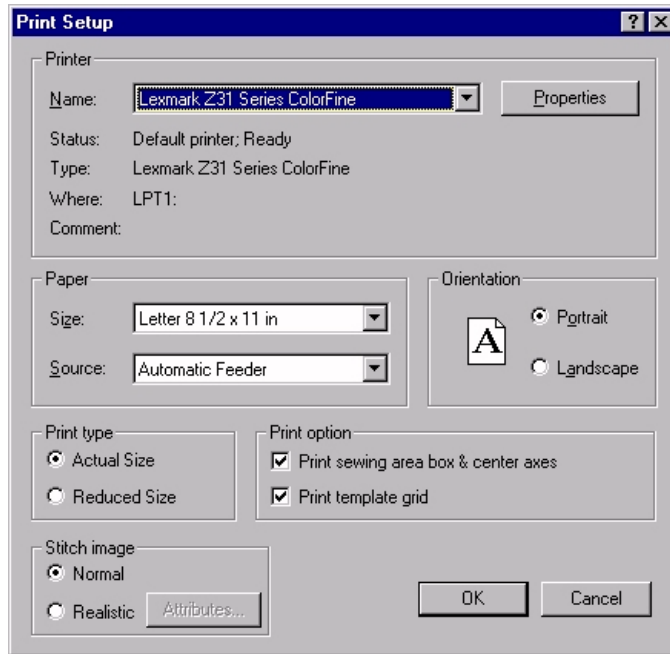 Print Setup
Printer
Name: Lexmark Z31 Series ColorFine Properties
Status: Default printer; Ready
Type: Lexmark Z31 Series ColorFine
Where: LPT1:
Comment:
Paper
Size: Letter 8 1/2 x 11 in
Source: Automatic Feeder
Orientation
A
Portrait
Landscape
Print type
Actual Size
Reduced Size
Print option
Print sewing area box & center axes
Print template grid
Stitch image
Normal
Realistic Attributes...
OK Cancel